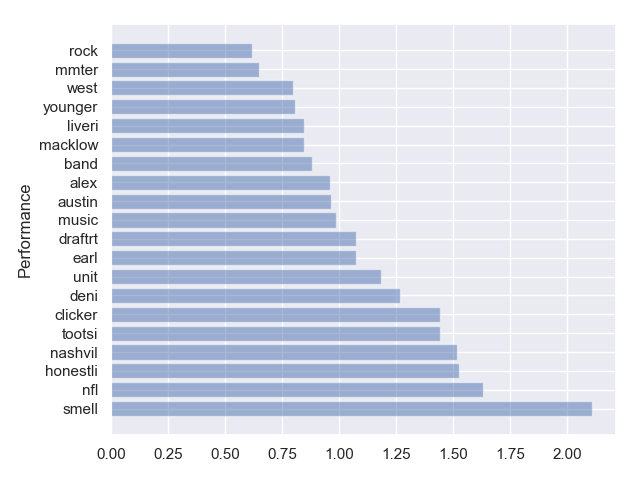 rock
mmter
west
younger
liveri
macklow
band
alex
austin
music
draftrt
earl
unit
deni
clicker
tootsi
nashvil
honestli
nfl
smell
Performance
0.00 0.25 0.50 0.75 1.00 1.25 1.50 1.75 2.00